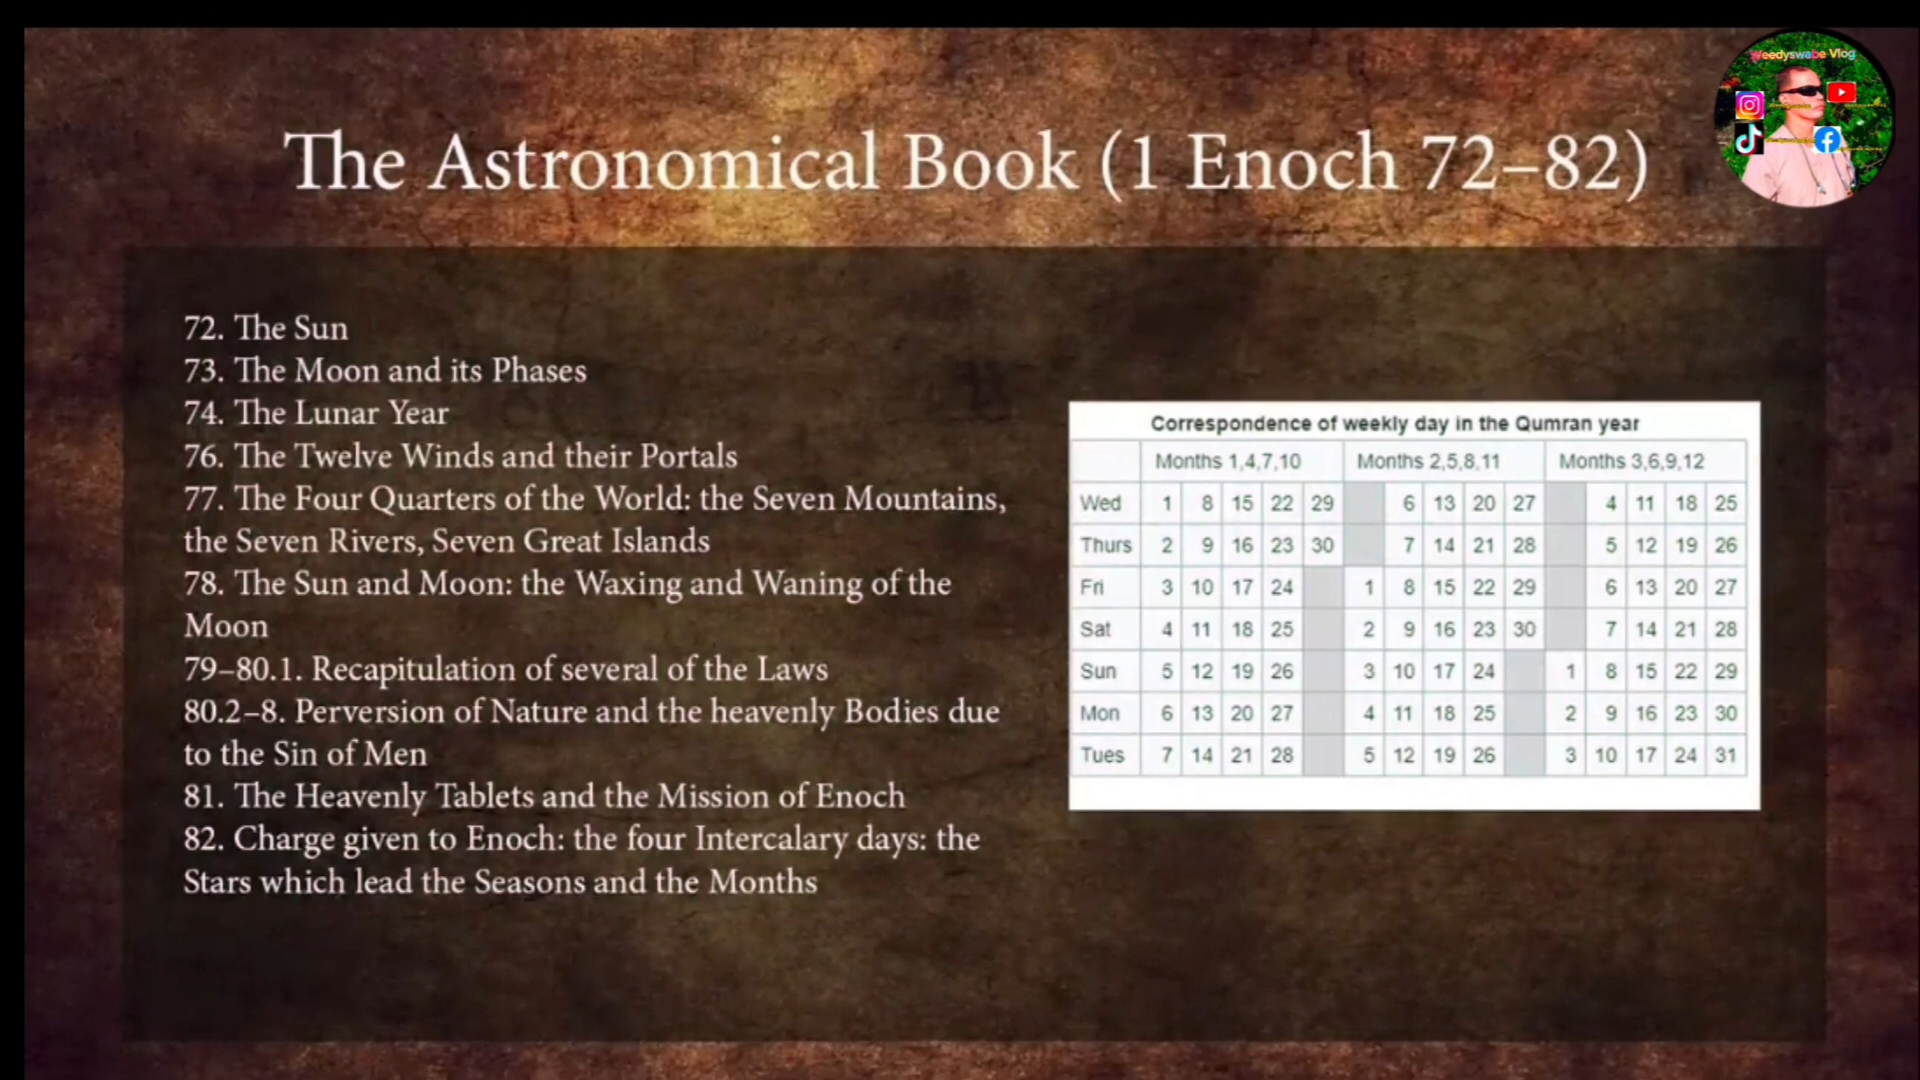 Weedyswabe Vlog
The Astronomical Book (1 Enoch 72–82)
72. The Sun
73. The Moon and its Phases
74. The Lunar Year
76. The Twelve Winds and their Portals
77. The Four Quarters of the World: the Seven Mountains,
the Seven Rivers, Seven Great Islands
78. The Sun and Moon: the Waxing and Waning of the
Moon
79–80.1. Recapitulation of several of the Laws
80.2–8. Perversion of Nature and the heavenly Bodies due
to the Sin of Men
81. The Heavenly Tablets and the Mission of Enoch
82. Charge given to Enoch: the four Intercalary days: the
Stars which lead the Seasons and the Months
Correspondence of weekly day in the Qumran year
Months 1,4,7,10 Months 2,5,8,11 Months 3,6,9,12
Wed 1 8 15 22 29 6 13 20 27 4 11 18 25
Thurs 2 9 16 23 30 7 14 21 28 5 12 19 26
Fri 3 10 17 24 1 8 15 22 29 6 13 20 27
Sat 4 11 18 25 2 9 16 23 30 7 14 21 28
Sun 5 12 19 26 3 10 17 24 1 8 15 22 29
Mon 6 13 20 27 4 11 18 25 2 9 16 23 30
Tues 7 14 21 28 5 12 19 26 3 10 17 24 31